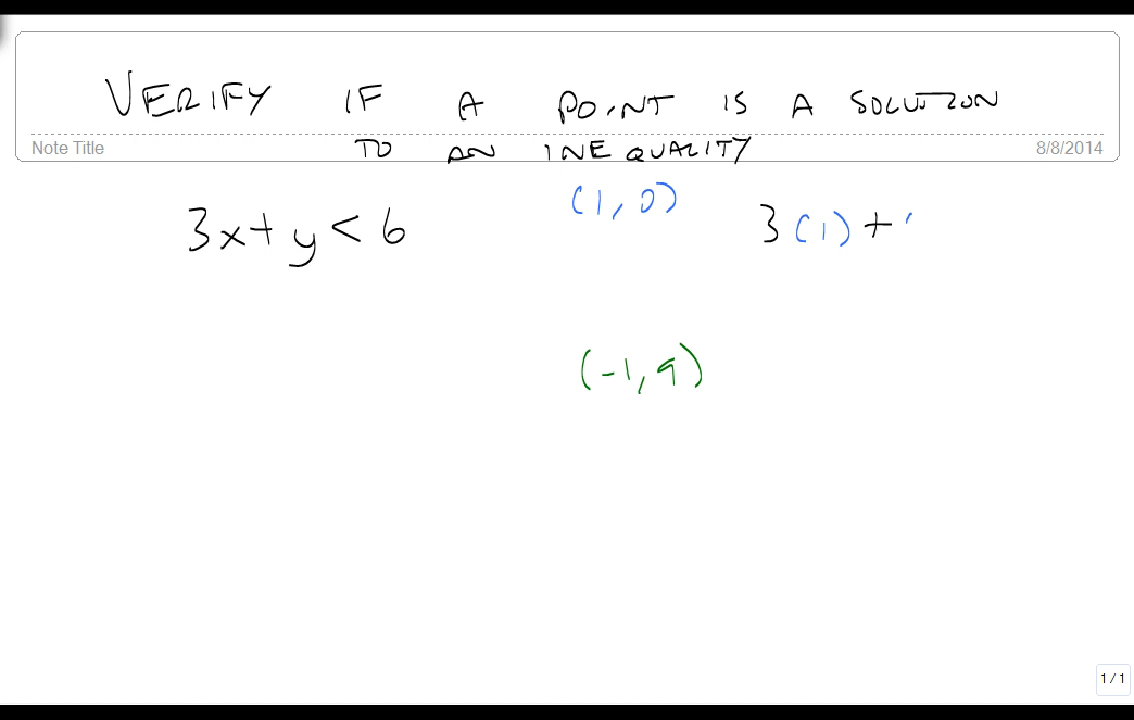 VERIFY IF A POINT IS A SOLUTION
Note Title TO AN INEQUALITY 8/8/2014
(1, 0)
3x + y < 6 3(1) +
(-1, 9)
1/1